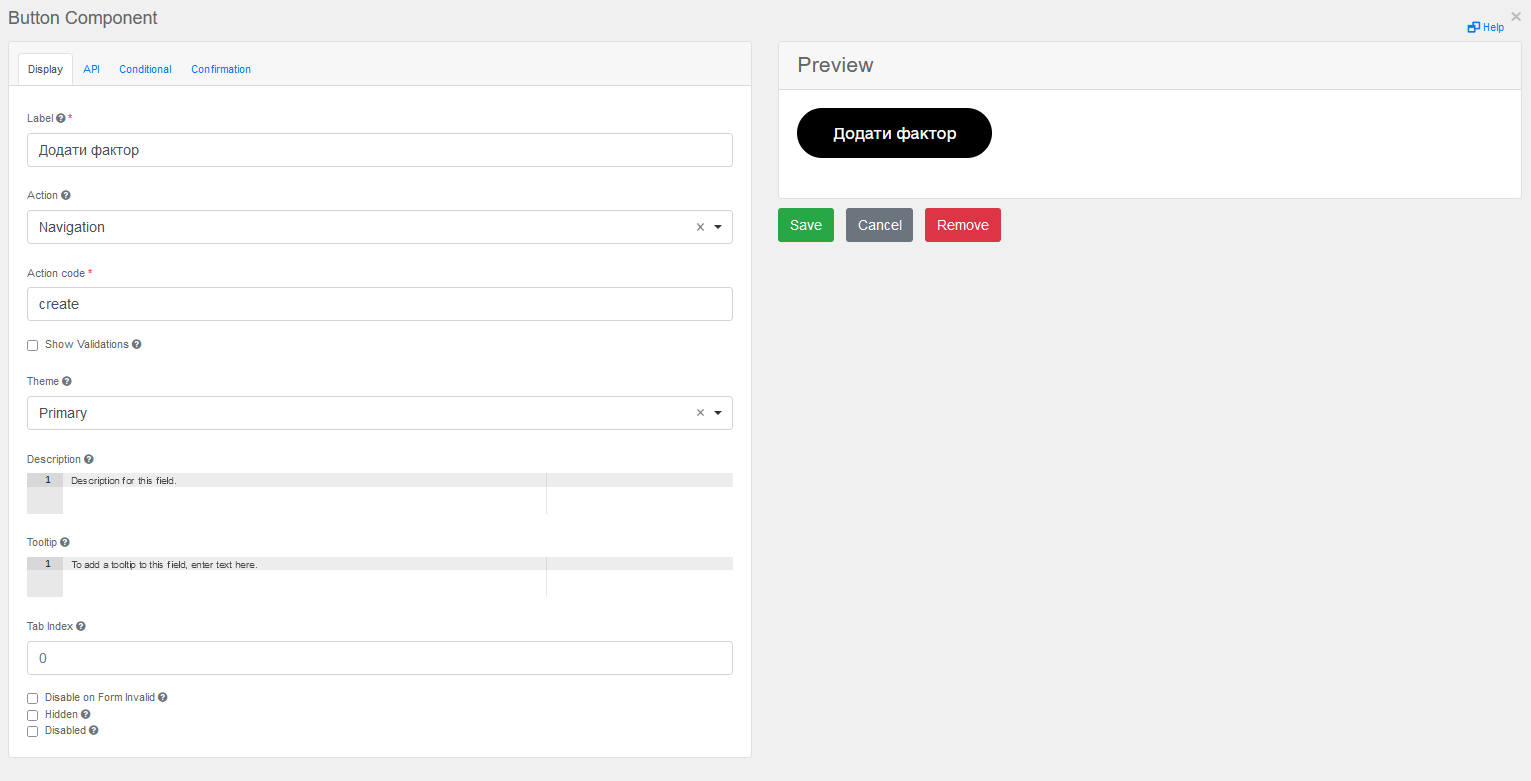 Button Component
×
Help
Display API Conditional Confirmation
Label *
Додати фактор
Action
Navigation
Action code *
create
Show Validations
Theme
Primary
Description
1 Description for this field.
Tooltip
1 To add a tooltip to this field, enter text here.
Tab Index
0
Disable on Form Invalid
Hidden
Disabled
Preview
Додати фактор
Save Cancel Remove